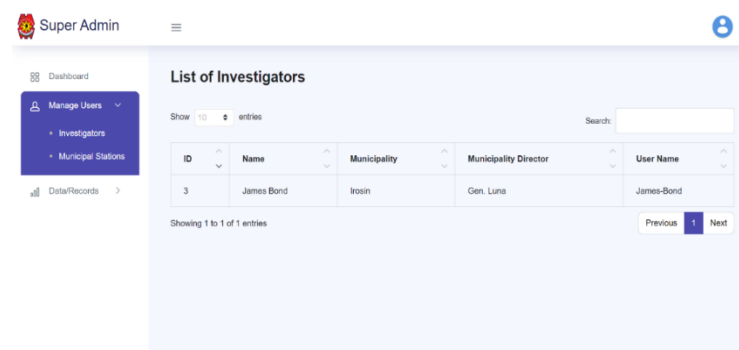 Super Admin
Dashboard
Manage Users
Investigators
Municipal Stations
Data/Records
List of Investigators
Show 10 entries
Search:
ID Name Municipality Municipality Director User Name
3 James Bond Irosin Gen. Luna James-Bond
Showing 1 to 1 of 1 entries
Previous 1 Next